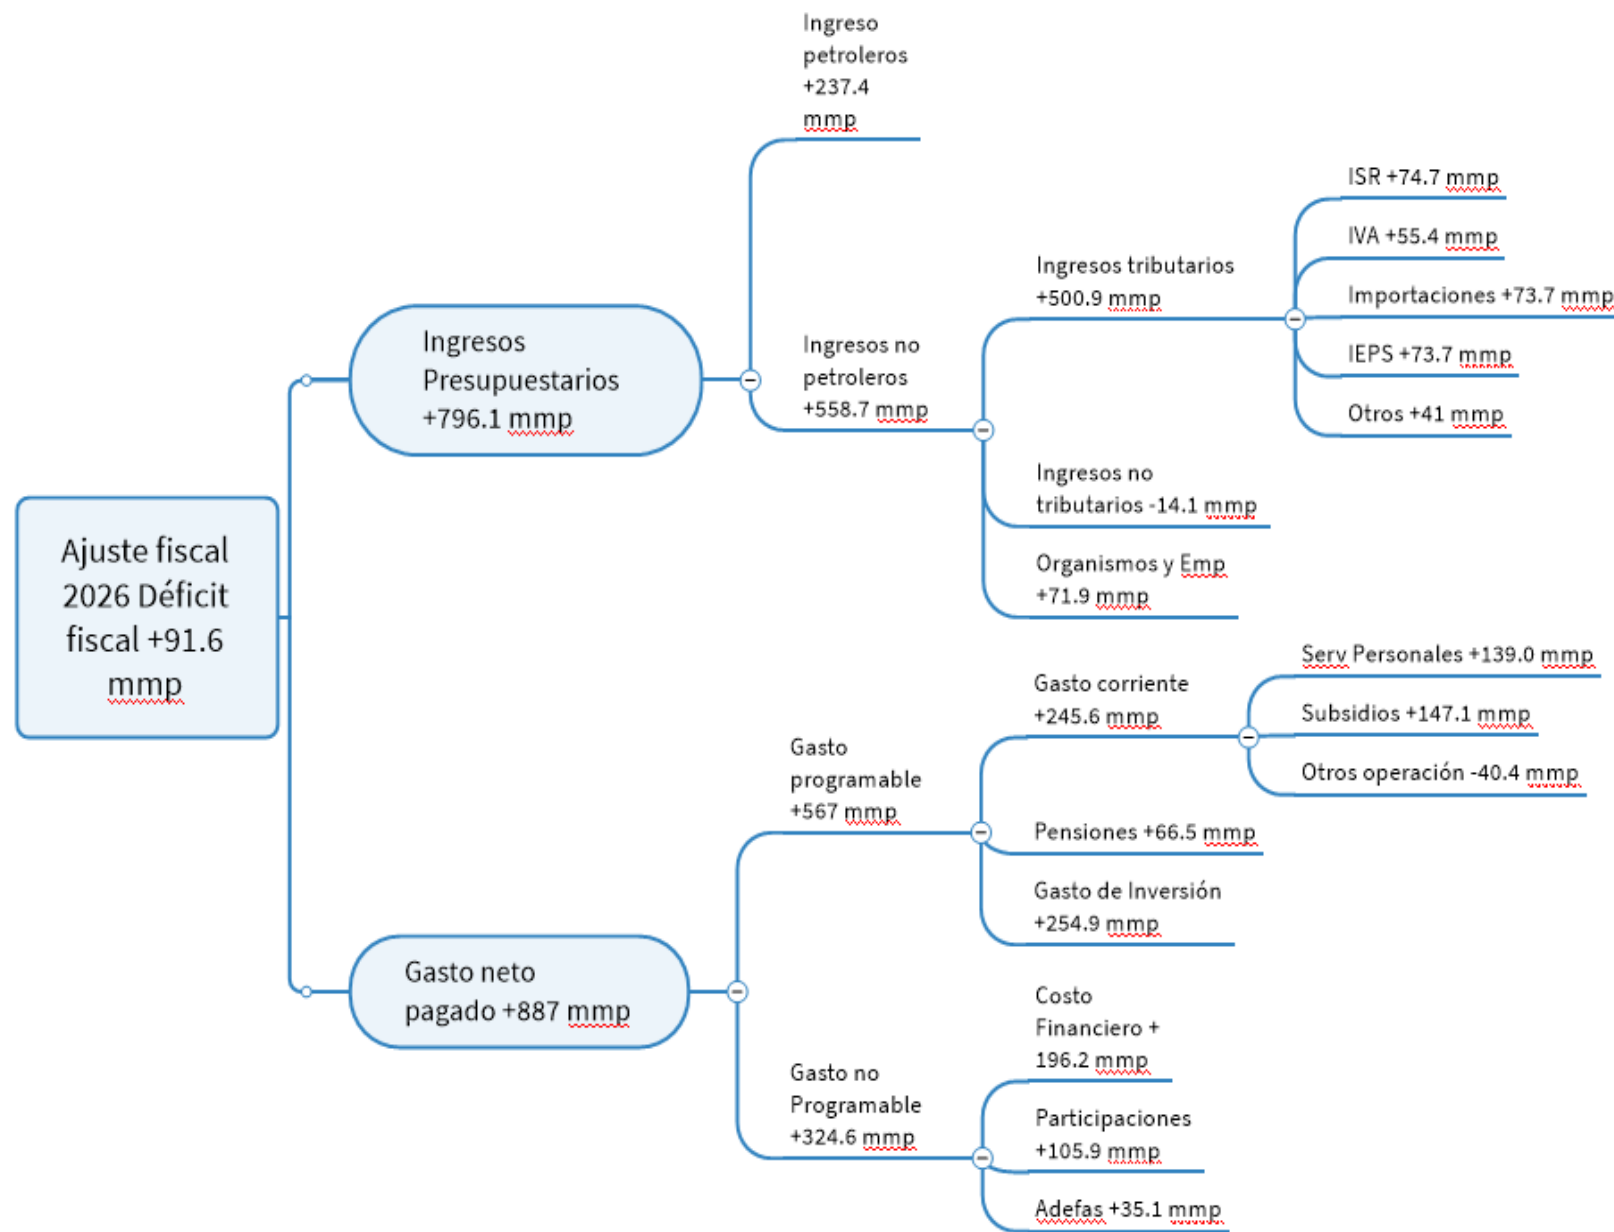 Ajuste fiscal
2026 Déficit
fiscal +91.6
mmp
Ingresos
Presupuestarios
+796.1 mmp
Ingreso
petroleros
+237.4
mmp
Ingresos no
petroleros
+558.7 mmp
Ingresos tributarios
+500.9 mmp
ISR +74.7 mmp
IVA +55.4 mmp
Importaciones +73.7 mmp
IEPS +73.7 mmp
Otros +41 mmp
Ingresos no
tributarios -14.1 mmp
Organismos y Emp
+71.9 mmp
Gasto neto
pagado +887 mmp
Gasto
programable
+567 mmp
Gasto corriente
+245.6 mmp
Serv Personales +139.0 mmp
Subsidios +147.1 mmp
Otros operación -40.4 mmp
Pensiones +66.5 mmp
Gasto de Inversión
+254.9 mmp
Gasto no
Programable
+324.6 mmp
Costo
Financiero +
196.2 mmp
Participaciones
+105.9 mmp
Adefas +35.1 mmp